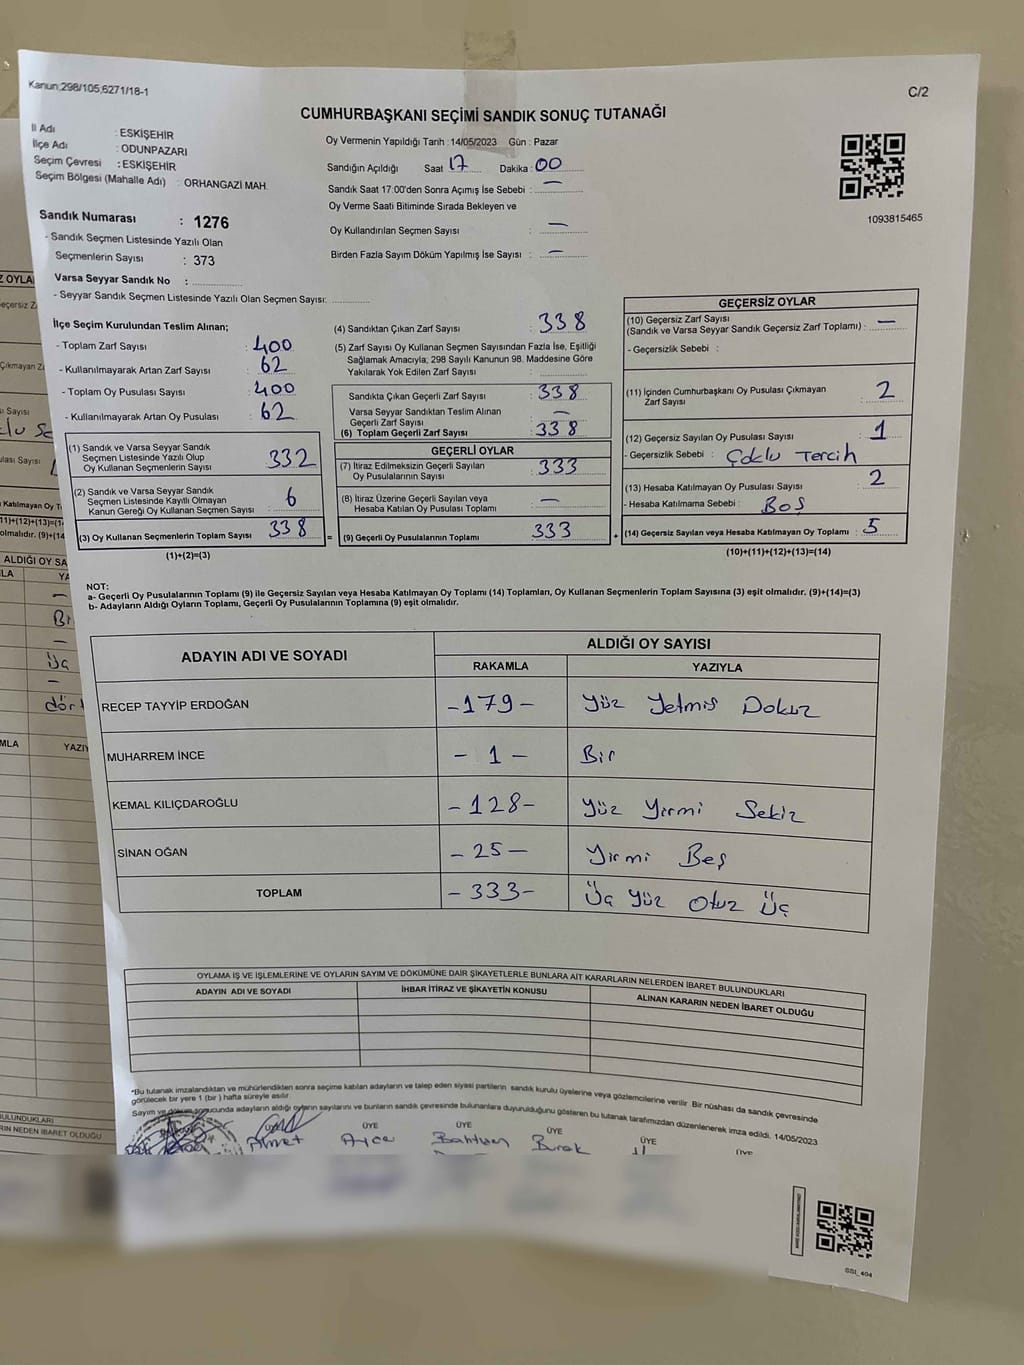 Kanun;298/105,6271/18-1
C/2
CUMHURBAŞKANI SEÇİMİ SANDIK SONUÇ TUTANAĞI
İl Adı : ESKİŞEHİR
İlçe Adı : ODUNPAZARI
Seçim Çevresi : ESKİŞEHİR
Seçim Bölgesi (Mahalle Adı) : ORHANGAZİ MAH.
Sandık Numarası : 1276
- Sandık Seçmen Listesinde Yazılı Olan
Seçmenlerin Sayısı : 373
Varsa Seyyar Sandık No :
- Seyyar Sandık Seçmen Listesinde Yazılı Olan Seçmen Sayısı:
Oy Vermenin Yapıldığı Tarih : 14/05/2023 Gün : Pazar
Sandığın Açıldığı Saat 17 Dakika 00
Sandık Saat 17:00'den Sonra Açımış İse Sebebi : —
Oy Verme Saati Bitiminde Sırada Bekleyen ve
Oy Kullandırılan Seçmen Sayısı : —
Birden Fazla Sayım Döküm Yapılmış İse Sayısı : —
1093815465
İlçe Seçim Kurulundan Teslim Alınan;
- Toplam Zarf Sayısı : 400
- Kullanılmayarak Artan Zarf Sayısı : 62
- Toplam Oy Pusulası Sayısı : 400
- Kullanılmayarak Artan Oy Pusulası : 62
(1) Sandık ve Varsa Seyyar Sandık
Seçmen Listesinde Yazılı Olup
Oy Kullanan Seçmenlerin Sayısı 332
(2) Sandık ve Varsa Seyyar Sandık
Seçmen Listesinde Kayıtlı Olmayan
Kanun Gereği Oy Kullanan Seçmen Sayısı : 6
(3) Oy Kullanan Seçmenlerin Toplam Sayısı 338
(1)+(2)=(3)
(4) Sandıktan Çıkan Zarf Sayısı : 338
(5) Zarf Sayısı Oy Kullanan Seçmen Sayısından Fazla İse, Eşitliği
Sağlamak Amacıyla; 298 Sayılı Kanunun 98. Maddesine Göre
Yakılarak Yok Edilen Zarf Sayısı :
Sandıkta Çıkan Geçerli Zarf Sayısı : 338
Varsa Seyyar Sandıktan Teslim Alınan
Geçerli Zarf Sayısı : —
(6) Toplam Geçerli Zarf Sayısı : 338
GEÇERLİ OYLAR
(7) İtiraz Edilmeksizin Geçerli Sayılan
Oy Pusulalarının Sayısı : 333
(8) İtiraz Üzerine Geçerli Sayılan veya
Hesaba Katılan Oy Pusulaları Toplamı : —
= (9) Geçerli Oy Pusulalarının Toplamı : 333
GEÇERSİZ OYLAR
(10) Geçersiz Zarf Sayısı
(Sandık ve Varsa Seyyar Sandık Geçersiz Zarf Toplamı) : —
- Geçersizlik Sebebi :
(11) İçinden Cumhurbaşkanı Oy Pusulası Çıkmayan
Zarf Sayısı : 2
(12) Geçersiz Sayılan Oy Pusulası Sayısı : 1
- Geçersizlik Sebebi : Çoklu Tercih
(13) Hesaba Katılmayan Oy Pusulası Sayısı : 2
- Hesaba Katılmama Sebebi : Boş
+ (14) Geçersiz Sayılan veya Hesaba Katılmayan Oy Toplamı : 5
(10)+(11)+(12)+(13)=(14)
NOT:
a- Geçerli Oy Pusulalarının Toplamı (9) ile Geçersiz Sayılan veya Hesaba Katılmayan Oy Toplamı (14) Toplamları, Oy Kullanan Seçmenlerin Toplam Sayısına (3) eşit olmalıdır. (9)+(14)=(3)
b- Adayların Aldığı Oyların Toplamı, Geçerli Oy Pusulalarının Toplamına (9) eşit olmalıdır.
ADAYIN ADI VE SOYADI ALDIĞI OY SAYISI
RAKAMLA YAZIYLA
RECEP TAYYİP ERDOĞAN -179- Yüz Yetmiş Dokuz
MUHARREM İNCE - 1 - Bir
KEMAL KILIÇDAROĞLU -128- Yüz Yirmi Sekiz
SİNAN OĞAN - 25 - Yirmi Beş
TOPLAM -333- Üç Yüz Otuz Üç
OYLAMA İŞ VE İŞLEMLERİNE VE OYLARIN SAYIM VE DÖKÜMÜNE DAİR ŞİKAYETLERLE BUNLARA AİT KARARLARIN NELERDEN İBARET BULUNDUKLARI
ADAYIN ADI VE SOYADI İHBAR İTİRAZ VE ŞİKAYETİN KONUSU ALINAN KARARIN NEDEN İBARET OLDUĞU
*Bu tutanak imzalandıktan ve mühürlendikten sonra seçime katılan adayların ve talep eden siyasi partilerin sandık kurulu üyelerine veya gözlemcilerine verilir. Bir nüshası da sandık çevresinde
görülecek bir yere 1 (bir) hafta süreyle asılır.
Sayım ve döküm sonucunda adayların aldığı oyların sayılarını ve bunların sandık çevresinde bulunanlara duyurulduğunu gösteren bu tutanak tarafımızdan düzenlenerek imza edildi. 14/05/2023
ÜYE ÜYE ÜYE ÜYE ÜYE
Ahmet Ayça Burak
SSI_404